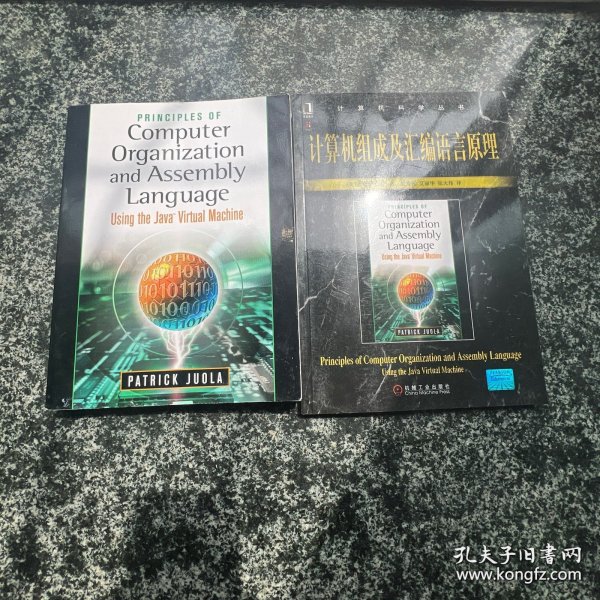 PRINCIPLES OF
Computer
Organization
and Assembly
Language
Using the Java Virtual Machine
PATRICK JUOLA
计算机科学丛书
计算机组成及汇编语言原理
PRINCIPLES OF
Computer
Organization
and Assembly
Language
Using the Java Virtual Machine
PATRICK JUOLA
Principles of Computer Organization and Assembly Language
Using the Java Virtual Machine
机械工业出版社
China Machine Press
孔夫子旧书网
www.kongfz.com